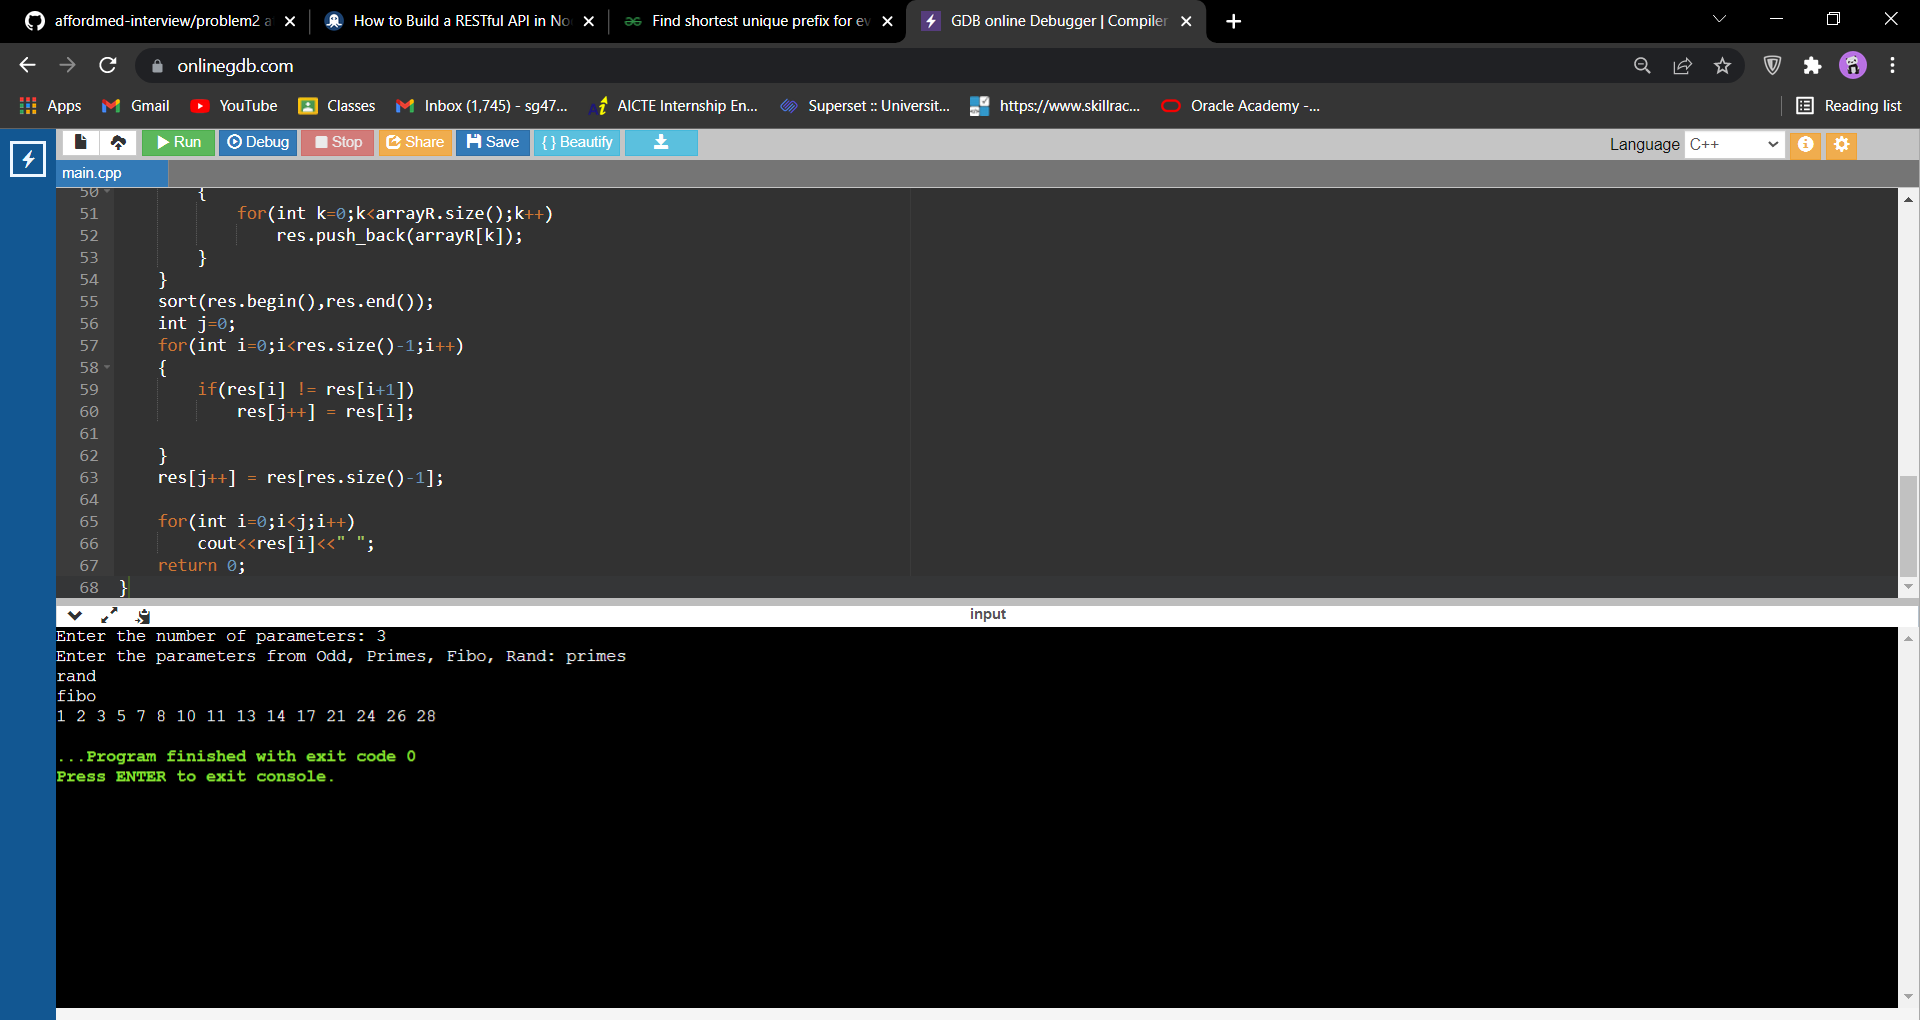 affordmed-interview/problem2 a
How to Build a RESTful API in No
Find shortest unique prefix for ev
GDB online Debugger | Compiler
onlinegdb.com
Apps Gmail YouTube Classes Inbox (1,745) - sg47... AICTE Internship En... Superset :: Universit... https://www.skillrac... Oracle Academy -... Reading list
Run Debug Stop Share Save { } Beautify Language C++
main.cpp
50 {
51 for(int k=0;k<arrayR.size();k++)
52 res.push_back(arrayR[k]);
53 }
54 }
55 sort(res.begin(),res.end());
56 int j=0;
57 for(int i=0;i<res.size()-1;i++)
58 {
59 if(res[i] != res[i+1])
60 res[j++] = res[i];
61
62 }
63 res[j++] = res[res.size()-1];
64
65 for(int i=0;i<j;i++)
66 cout<<res[i]<<" ";
67 return 0;
68 }
input
Enter the number of parameters: 3
Enter the parameters from Odd, Primes, Fibo, Rand: primes
rand
fibo
1 2 3 5 7 8 10 11 13 14 17 21 24 26 28
...Program finished with exit code 0
Press ENTER to exit console.